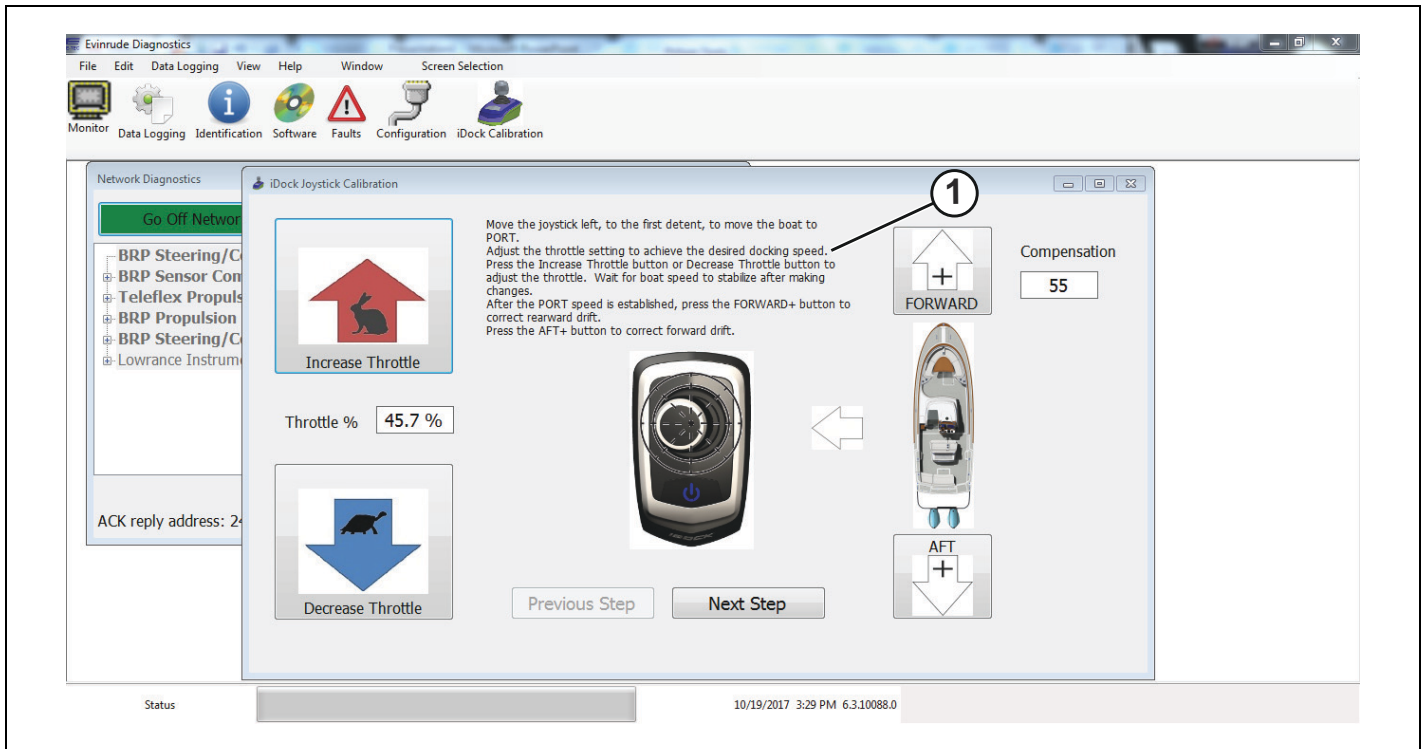 Evinrude Diagnostics
File Edit Data Logging View Help Window Screen Selection
Monitor Data Logging Identification Software Faults Configuration iDock Calibration
Network Diagnostics
iDock Joystick Calibration
1
Go Off Networ
BRP Steering/C
BRP Sensor Con
Teleflex Propuls
BRP Propulsion
BRP Steering/C
Lowrance Instrume
ACK reply address: 24
Increase Throttle
Throttle % 45.7 %
Decrease Throttle
Move the joystick left, to the first detent, to move the boat to
PORT.
Adjust the throttle setting to achieve the desired docking speed.
Press the Increase Throttle button or Decrease Throttle button to
adjust the throttle. Wait for boat speed to stabilize after making
changes.
After the PORT speed is established, press the FORWARD+ button to
correct rearward drift.
Press the AFT+ button to correct forward drift.
+
FORWARD
Compensation
55
AFT
+
Previous Step Next Step
Status 10/19/2017 3:29 PM 6.3.10088.0